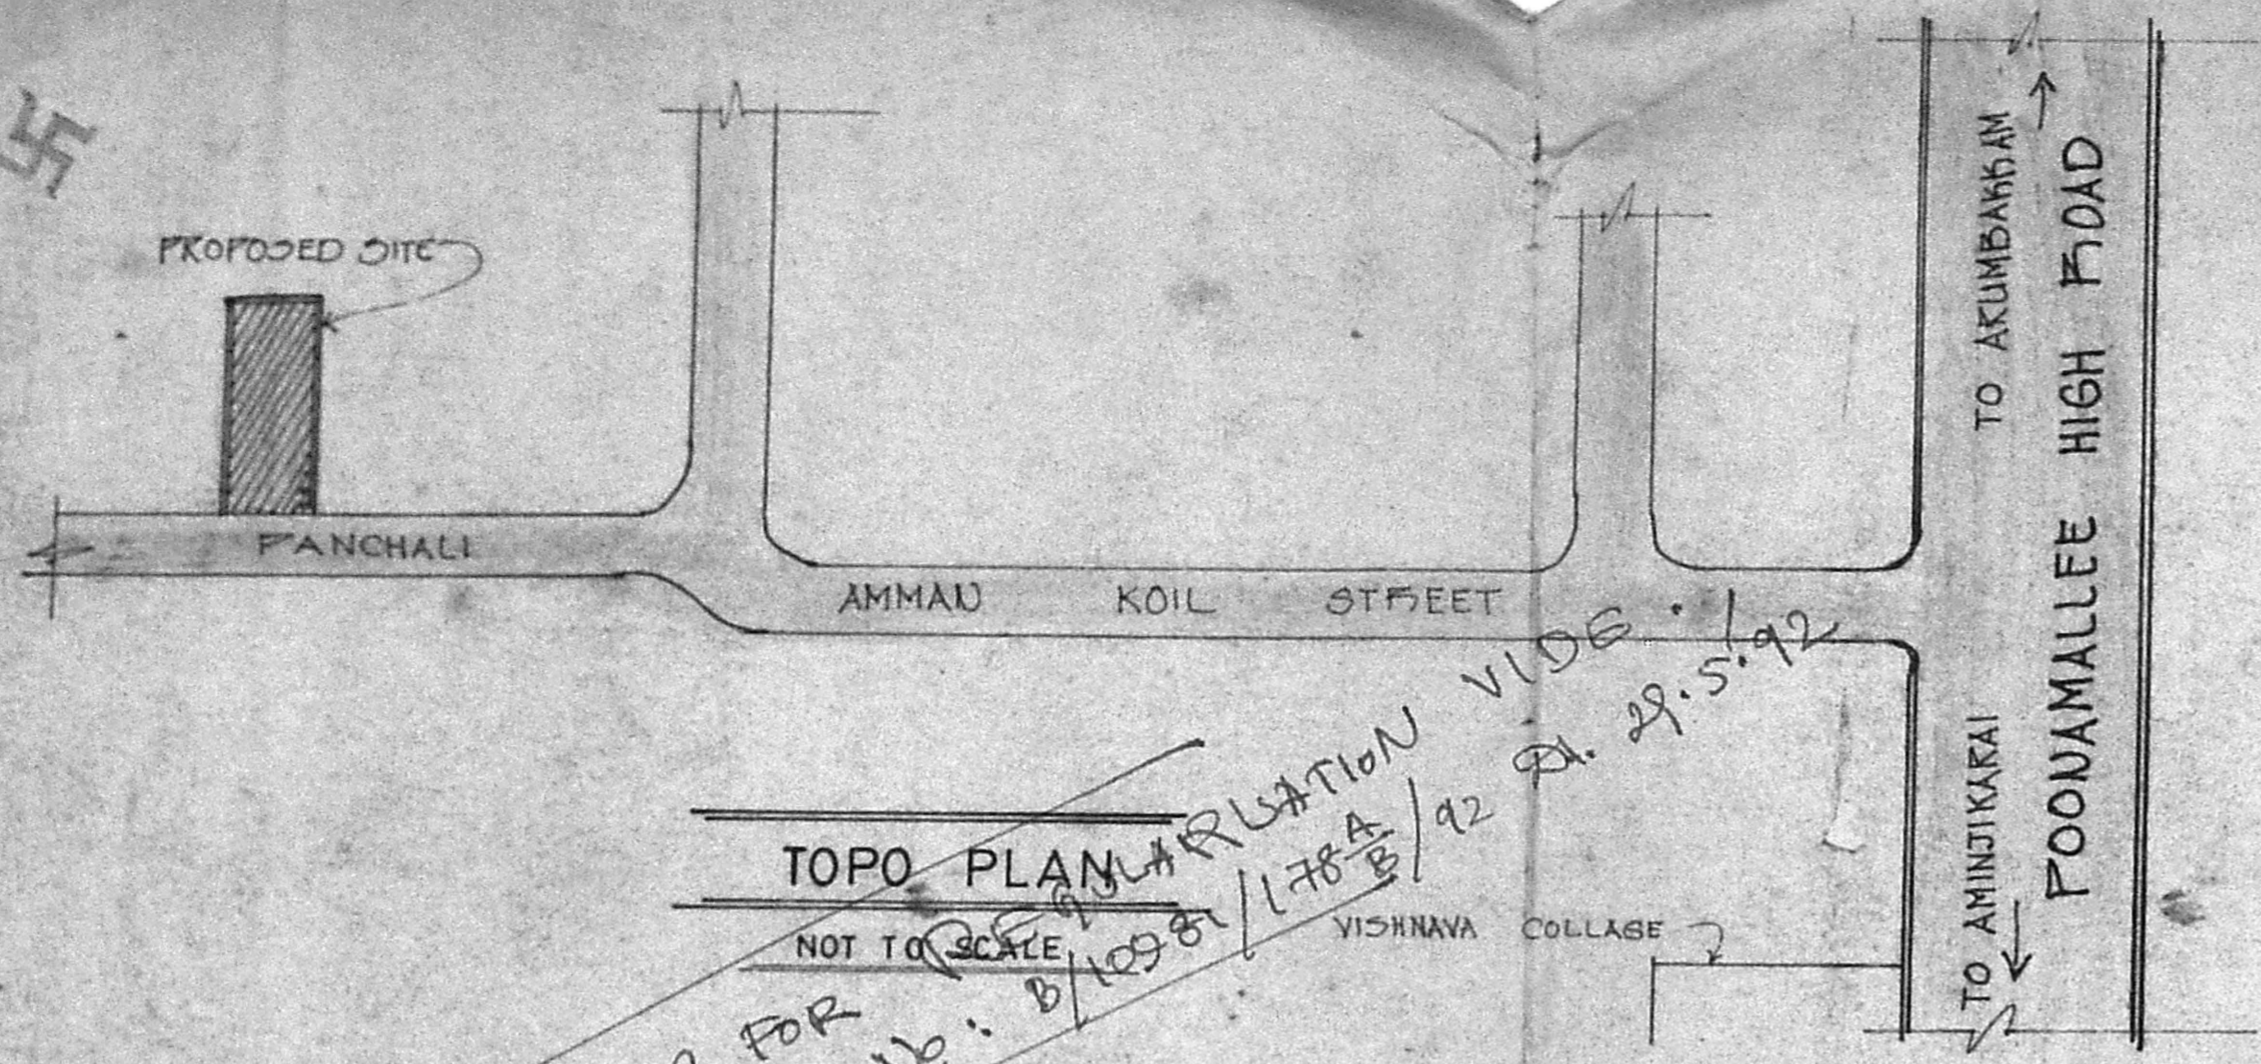 PROPOSED SITE
PANCHALI AMMAN KOIL STREET
TO ARUMBAKKAM
POONAMALLEE HIGH ROAD
TO AMINJIKARAI
TOPO PLAN
NOT TO SCALE
VISHNAVA COLLAGE
FOR REGULARISATION VIDE
B/10981/178 A/B/92 Dt. 29.5.92